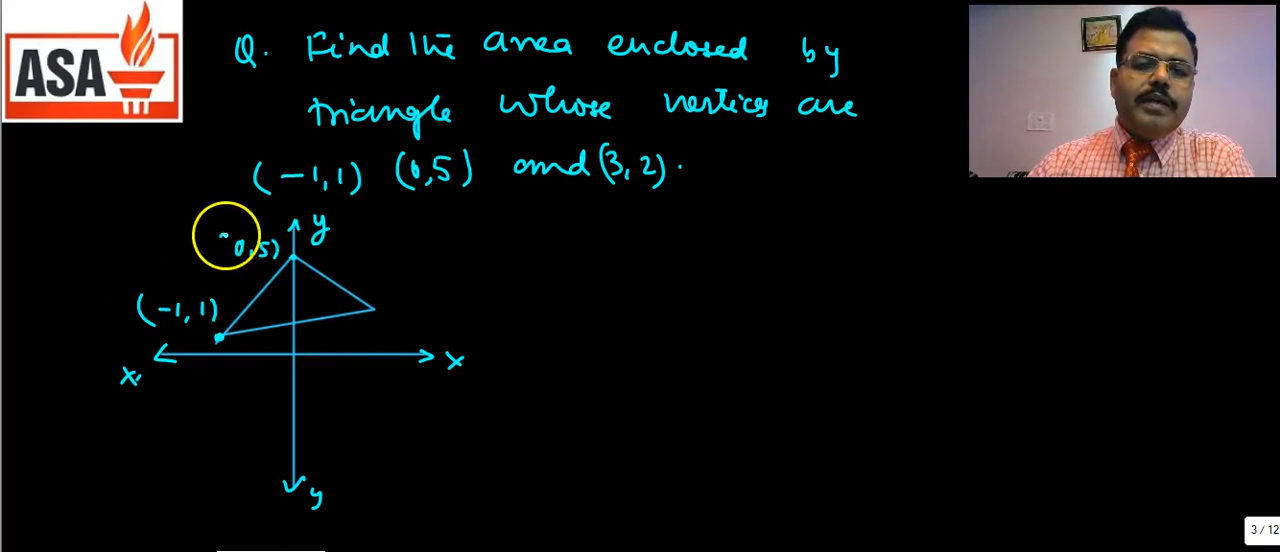 ASA
Q. Find the area enclosed by
triangle whose vertices are
(-1,1) (0,5) and (3,2).
y
0,5)
(-1,1)
x
x
y
3 / 12